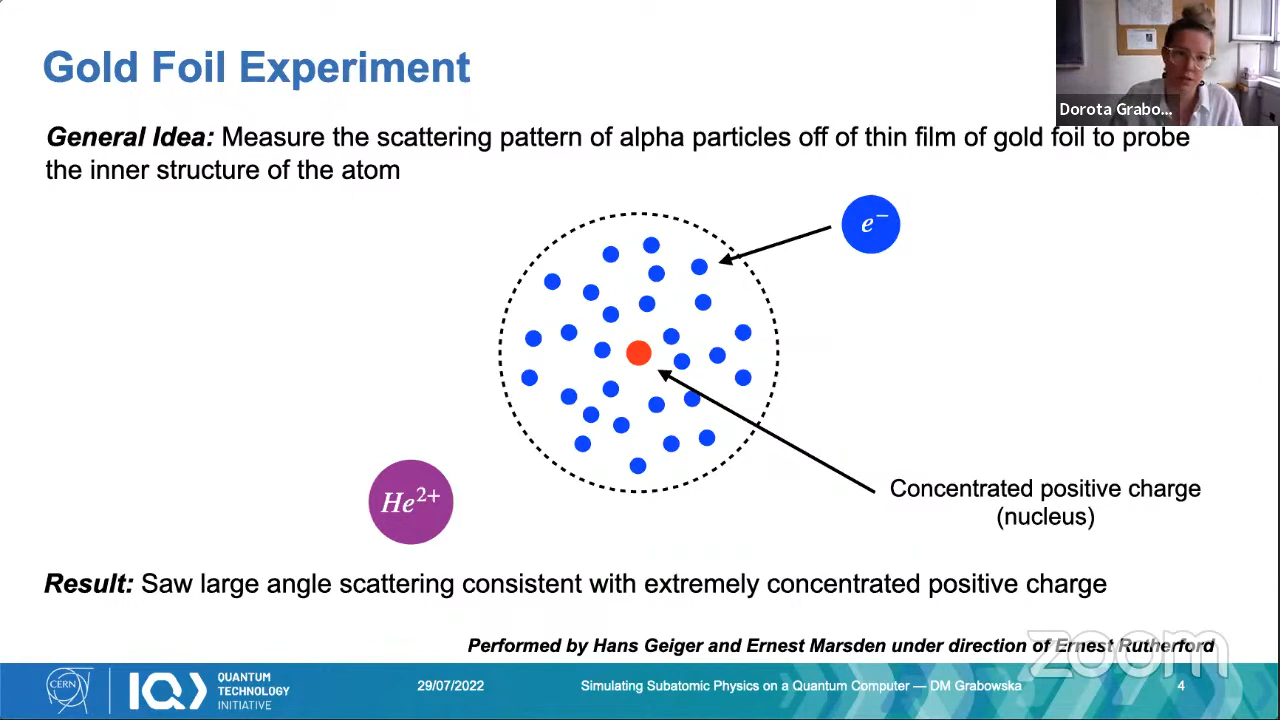 Gold Foil Experiment
Dorota Grabo...
General Idea: Measure the scattering pattern of alpha particles off of thin film of gold foil to probe
the inner structure of the atom
e⁻
Concentrated positive charge
(nucleus)
He²⁺
Result: Saw large angle scattering consistent with extremely concentrated positive charge
Performed by Hans Geiger and Ernest Marsden under direction of Ernest Rutherford
zoom
CERN
IQ
QUANTUM
TECHNOLOGY
INITIATIVE
29/07/2022
Simulating Subatomic Physics on a Quantum Computer — DM Grabowska
4